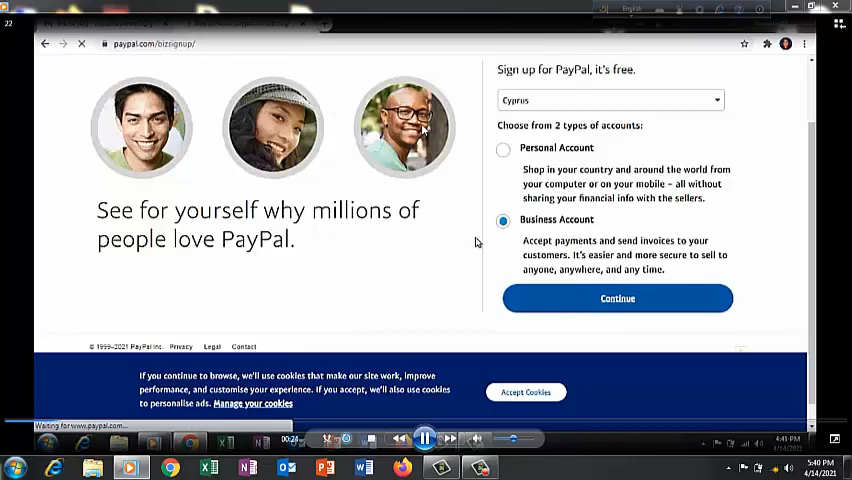 22
English
paypal.com/bizsignup/
Sign up for PayPal, it's free.
Cyprus
Choose from 2 types of accounts:
Personal Account
Shop in your country and around the world from
your computer or on your mobile – all without
sharing your financial info with the sellers.
See for yourself why millions of
people love PayPal.
Business Account
Accept payments and send invoices to your
customers. It's easier and more secure to sell to
anyone, anywhere, and any time.
Continue
© 1999–2021 PayPal Inc. Privacy Legal Contact
If you continue to browse, we'll use cookies that make our site work, improve
performance, and customise your experience. If you accept, we'll also use cookies
to personalise ads. Manage your cookies
Accept Cookies
Waiting for www.paypal.com...
00:24
4:41 PM
4/14/2021
5:40 PM
4/14/2021